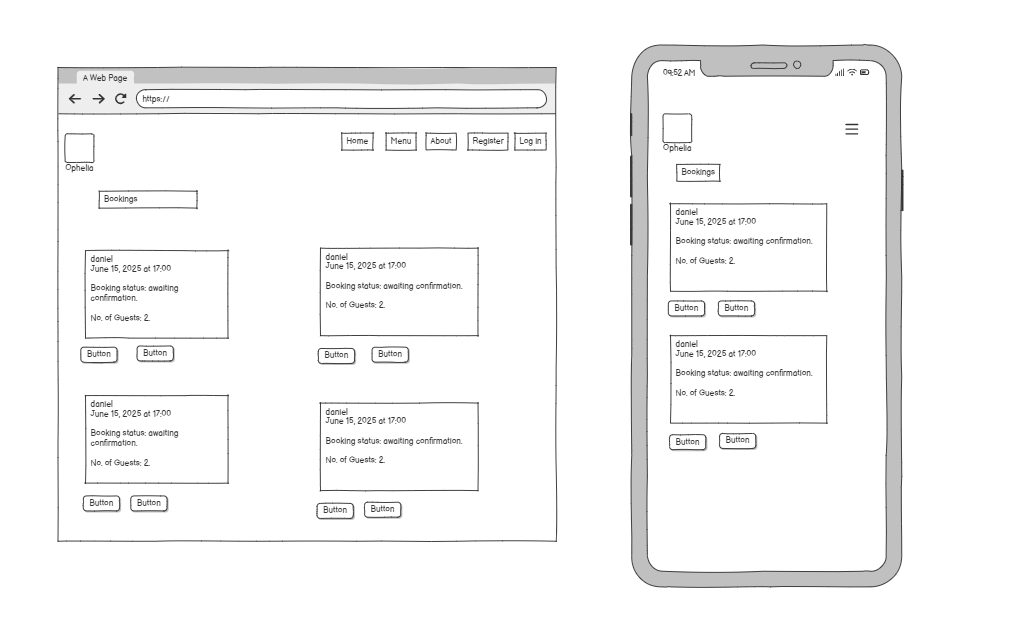 A Web Page
https://
Home Menu About Register Log in
Ophelia
Bookings
daniel
June 15, 2025 at 17:00
Booking status: awaiting
confirmation.
No. of Guests: 2.
Button Button
daniel
June 15, 2025 at 17:00
Booking status: awaiting confirmation.
No. of Guests: 2.
Button Button
daniel
June 15, 2025 at 17:00
Booking status: awaiting
confirmation.
No. of Guests: 2.
Button Button
daniel
June 15, 2025 at 17:00
Booking status: awaiting confirmation.
No. of Guests: 2.
Button Button
09:52 AM
Ophelia
Bookings
daniel
June 15, 2025 at 17:00
Booking status: awaiting confirmation.
No. of Guests: 2.
Button Button
daniel
June 15, 2025 at 17:00
Booking status: awaiting confirmation.
No. of Guests: 2.
Button Button